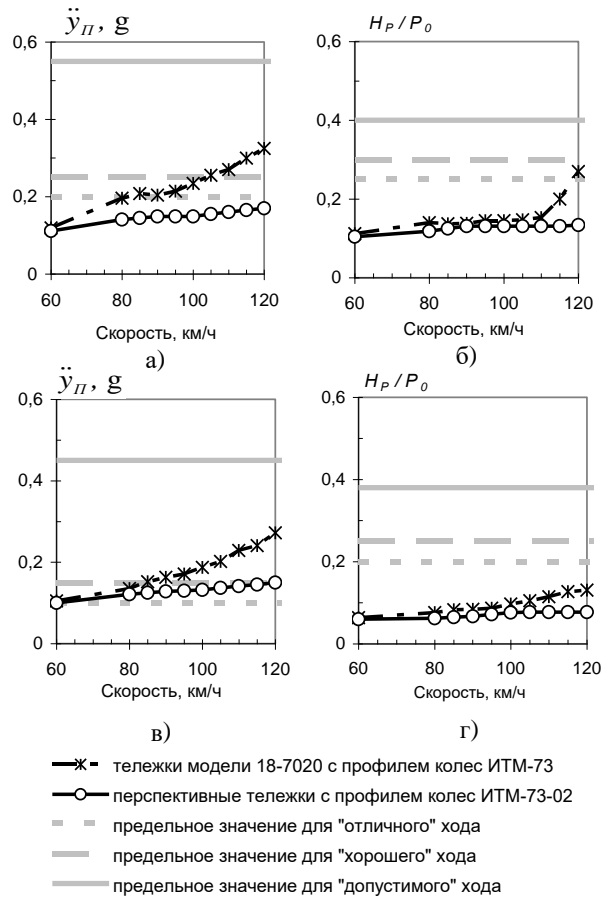 ÿ_П, g
H_P / P_0
0,6
0,4
0,2
0
60 80 100 120
Скорость, км/ч
а)
0,6
0,4
0,2
0
60 80 100 120
Скорость, км/ч
б)
ÿ_П, g
H_P / P_0
0,6
0,4
0,2
0
60 80 100 120
Скорость, км/ч
в)
0,6
0,4
0,2
0
60 80 100 120
Скорость, км/ч
г)
тележки модели 18-7020 с профилем колес ИТМ-73
перспективные тележки с профилем колес ИТМ-73-02
предельное значение для "отличного" хода
предельное значение для "хорошего" хода
предельное значение для "допустимого" хода